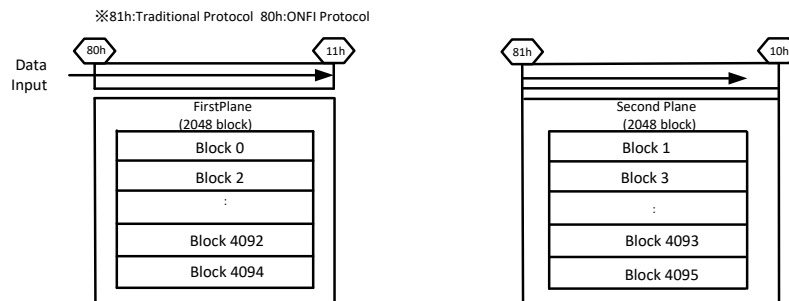 ※81h:Traditional Protocol 80h:ONFI Protocol
80h
11h
Data
Input
FirstPlane
(2048 block)
Block 0
Block 2
:
Block 4092
Block 4094
81h
10h
Second Plane
(2048 block)
Block 1
Block 3
:
Block 4093
Block 4095